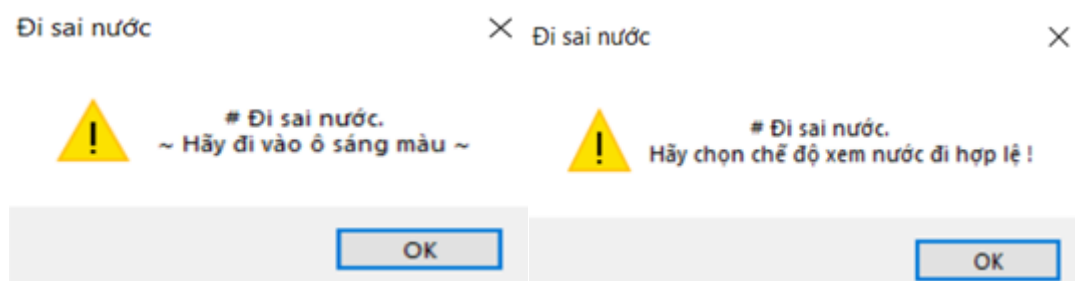 Đi sai nước
# Đi sai nước.
~ Hãy đi vào ô sáng màu ~
OK
Đi sai nước
# Đi sai nước.
Hãy chọn chế độ xem nước đi hợp lệ !
OK